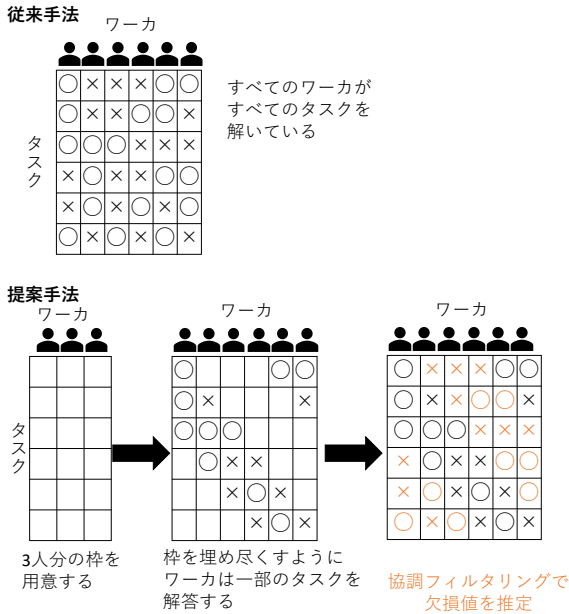 従来手法
ワーカ
タスク
○×××○○
○××○○×
○○○×××
×○××○○
×○×○×○
○×○×○×
すべてのワーカが
すべてのタスクを
解いている
提案手法
ワーカ
タスク
3人分の枠を
用意する
ワーカ
○○○
○××
○○○
○××
×○×
×○×
枠を埋め尽くすように
ワーカは一部のタスクを
解答する
ワーカ
○×××○○
○××○○×
○○○×××
×○××○○
×○×○×○
○×○×○×
協調フィルタリングで
欠損値を推定